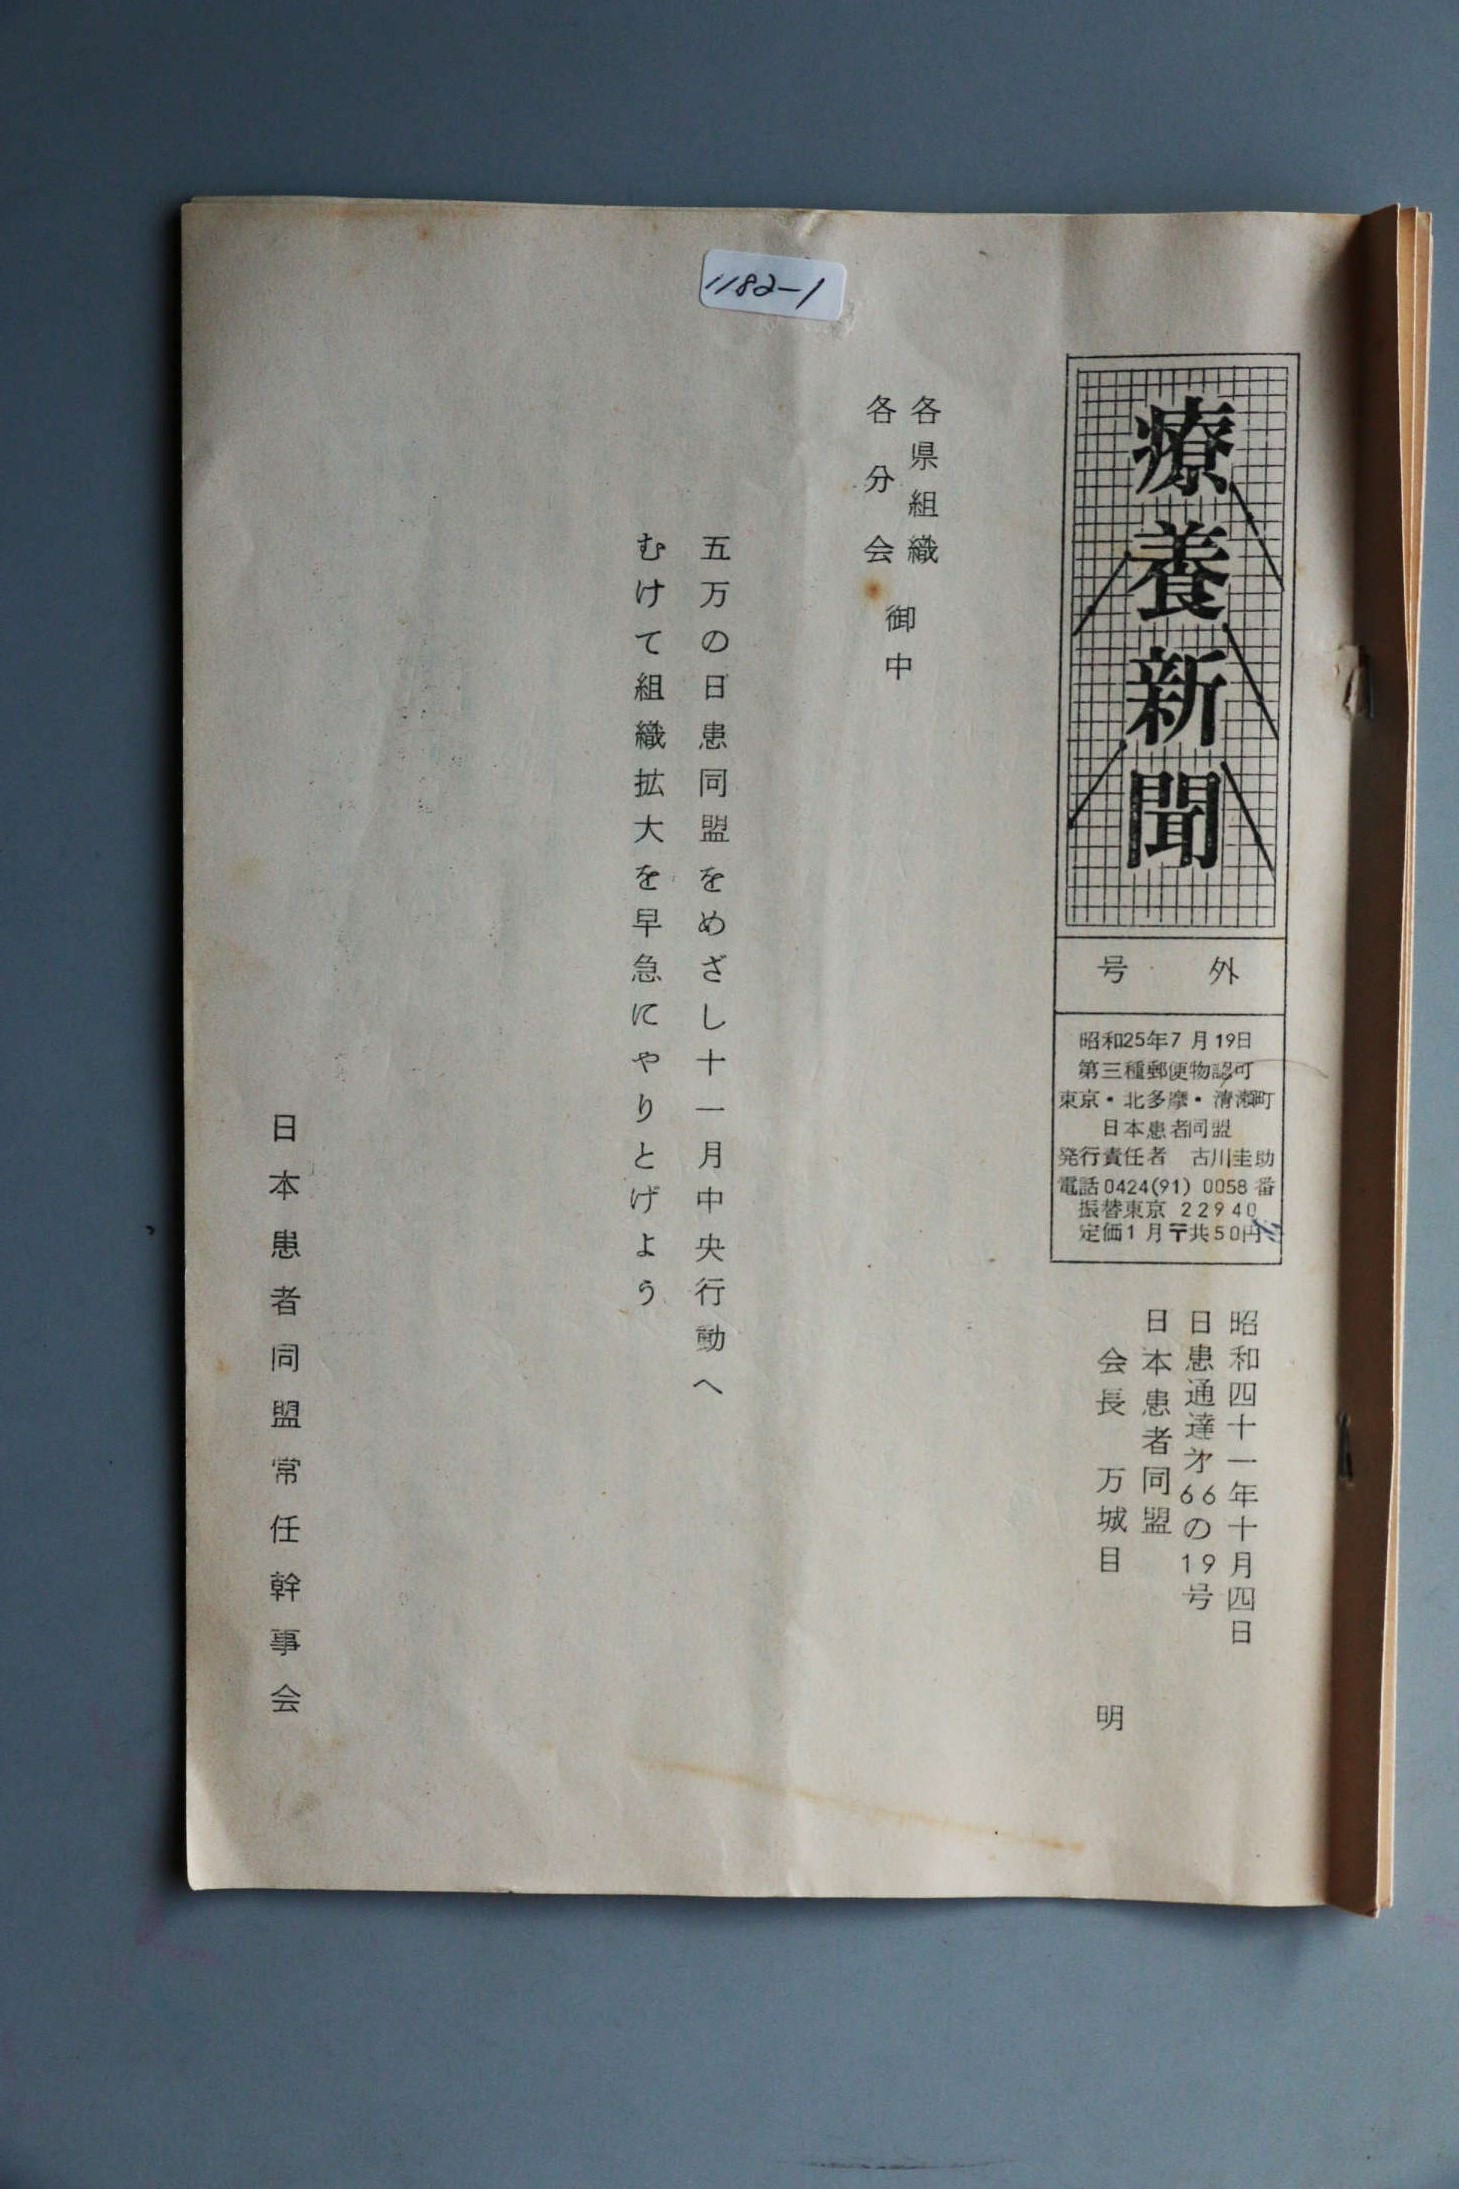 1182-1
療養新聞
号外
昭和25年7月19日
第三種郵便物認可
東京・北多摩・清瀬町
日本患者同盟
発行責任者 古川圭助
電話0424(91)0058番
振替東京 22940
定価1月〒共50円
昭和四十一年十月四日
日患通達才66の19号
日本患者同盟
会長 万城目 明
各県組織
各分会
御中
五万の日患同盟をめざし十一月中央行動へ
むけて組織拡大を早急にやりとげよう
日本患者同盟常任幹事会